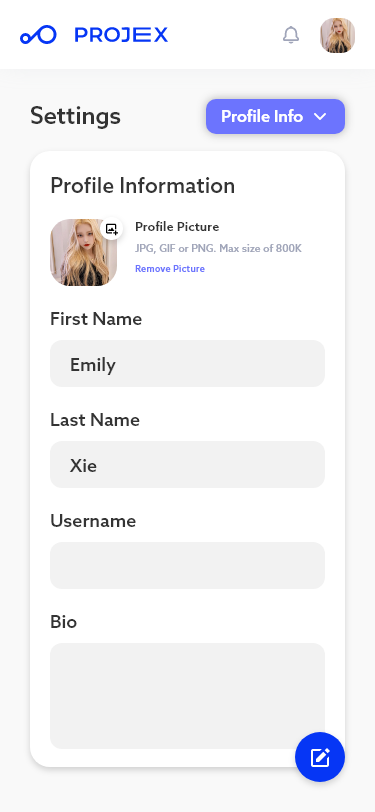 PROJEX
Settings
Profile Info
Profile Information
Profile Picture
JPG, GIF or PNG. Max size of 800K
Remove Picture
First Name
Emily
Last Name
Xie
Username
Bio